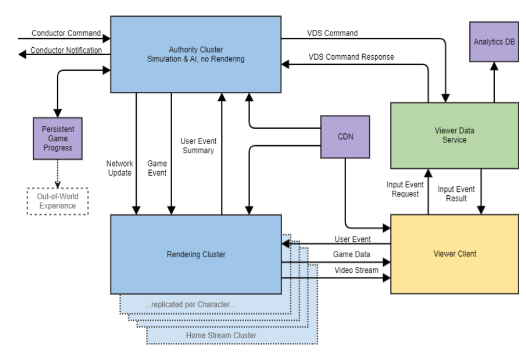 Conductor Command
Conductor Notification
Authority Cluster
Simulation & AI, no Rendering
VDS Command
VDS Command Response
Analytics DB
Persistent
Game
Progress
Out-of-World
Experience
Network
Update
Game
Event
User Event
Summary
CDN
Viewer Data
Service
Input Event
Request
Input Event
Result
Rendering Cluster
User Event
Game Data
Video Stream
Viewer Client
...replicated per Character...
Home Stream Cluster